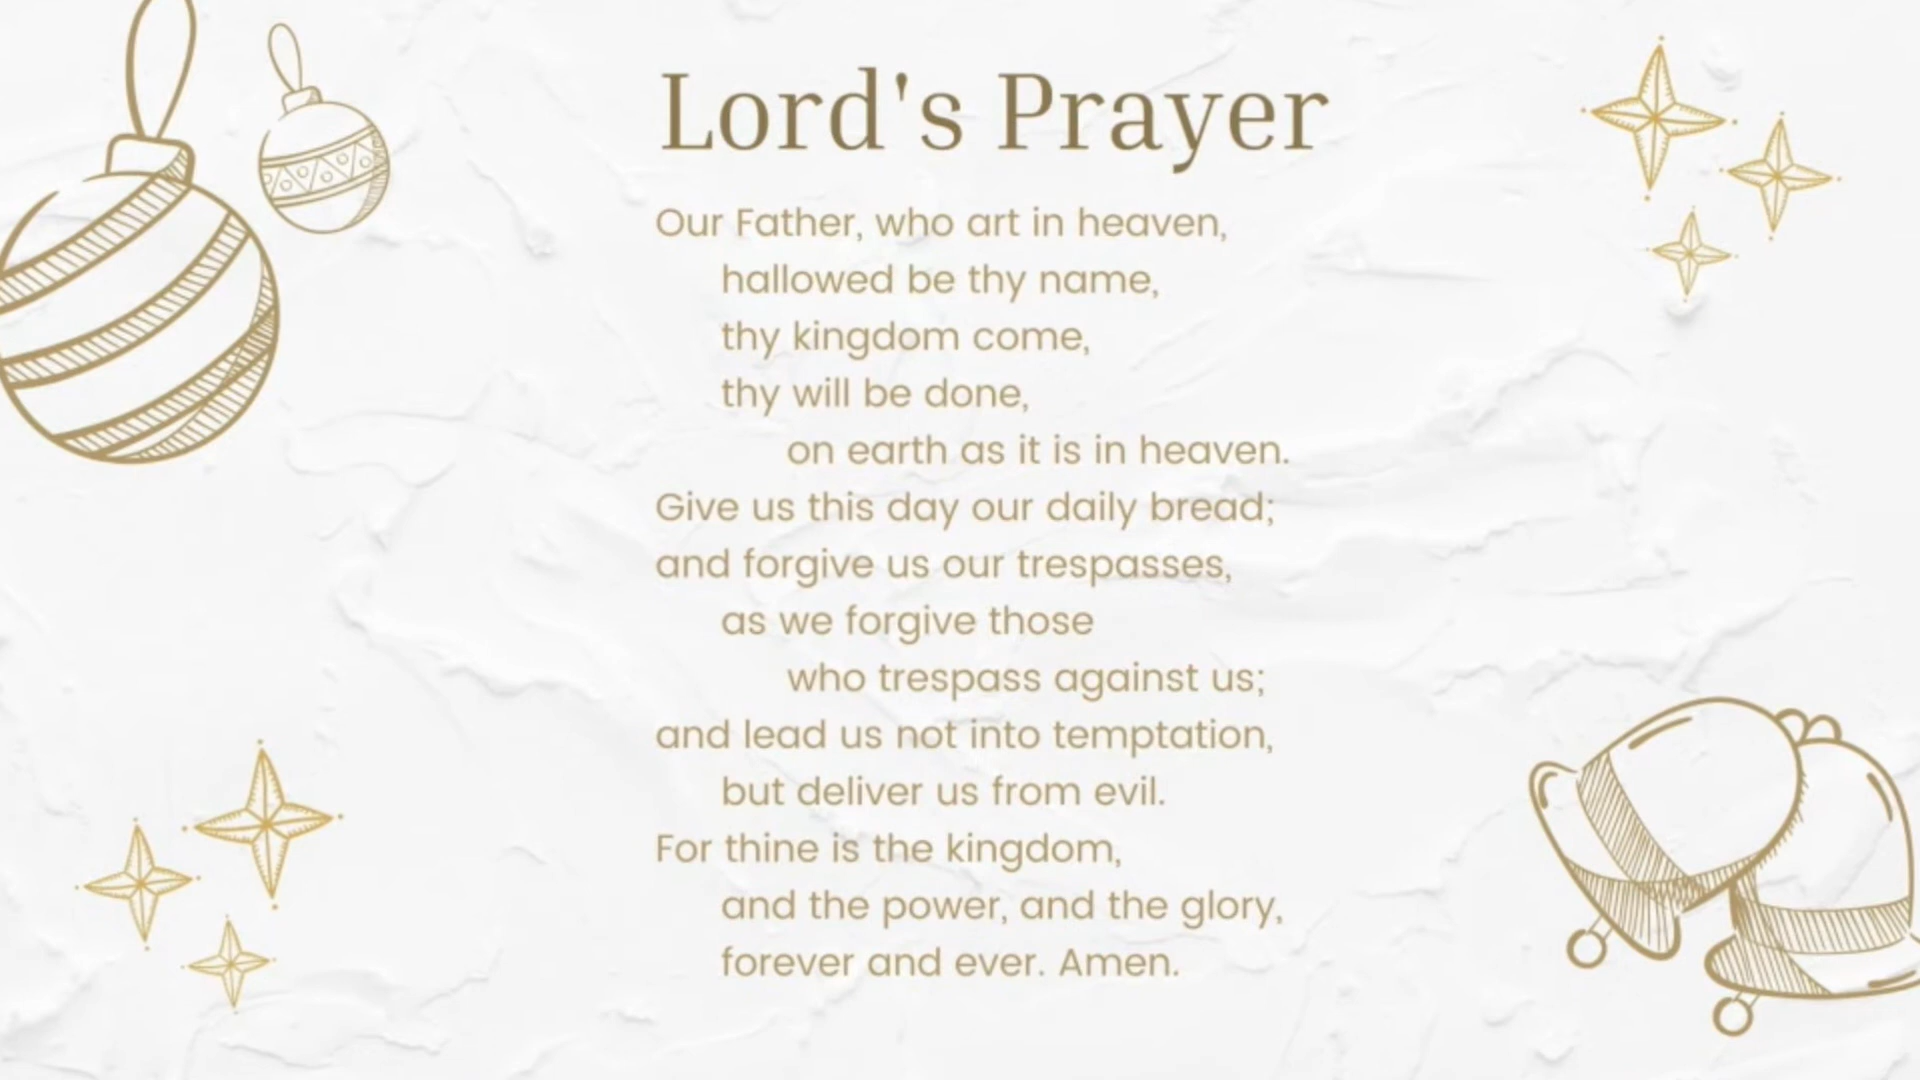 Lord's Prayer
Our Father, who art in heaven,
hallowed be thy name,
thy kingdom come,
thy will be done,
on earth as it is in heaven.
Give us this day our daily bread;
and forgive us our trespasses,
as we forgive those
who trespass against us;
and lead us not into temptation,
but deliver us from evil.
For thine is the kingdom,
and the power, and the glory,
forever and ever. Amen.